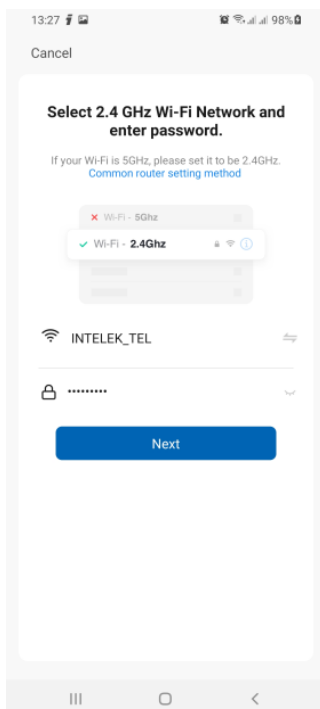 13:27 98%
Cancel
Select 2.4 GHz Wi-Fi Network and
enter password.
If your Wi-Fi is 5GHz, please set it to be 2.4GHz.
Common router setting method
Wi-Fi - 5Ghz
Wi-Fi - 2.4Ghz
INTELEK_TEL
•••••••••
Next